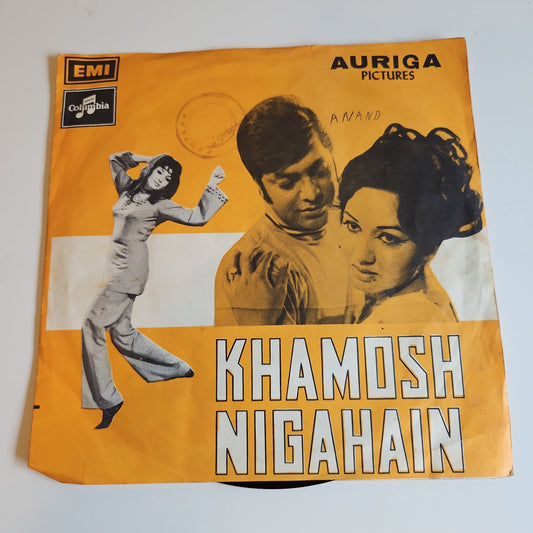 EMI
Columbia
AURIGA
PICTURES
ANAND
KHAMOSH
NIGAHAIN